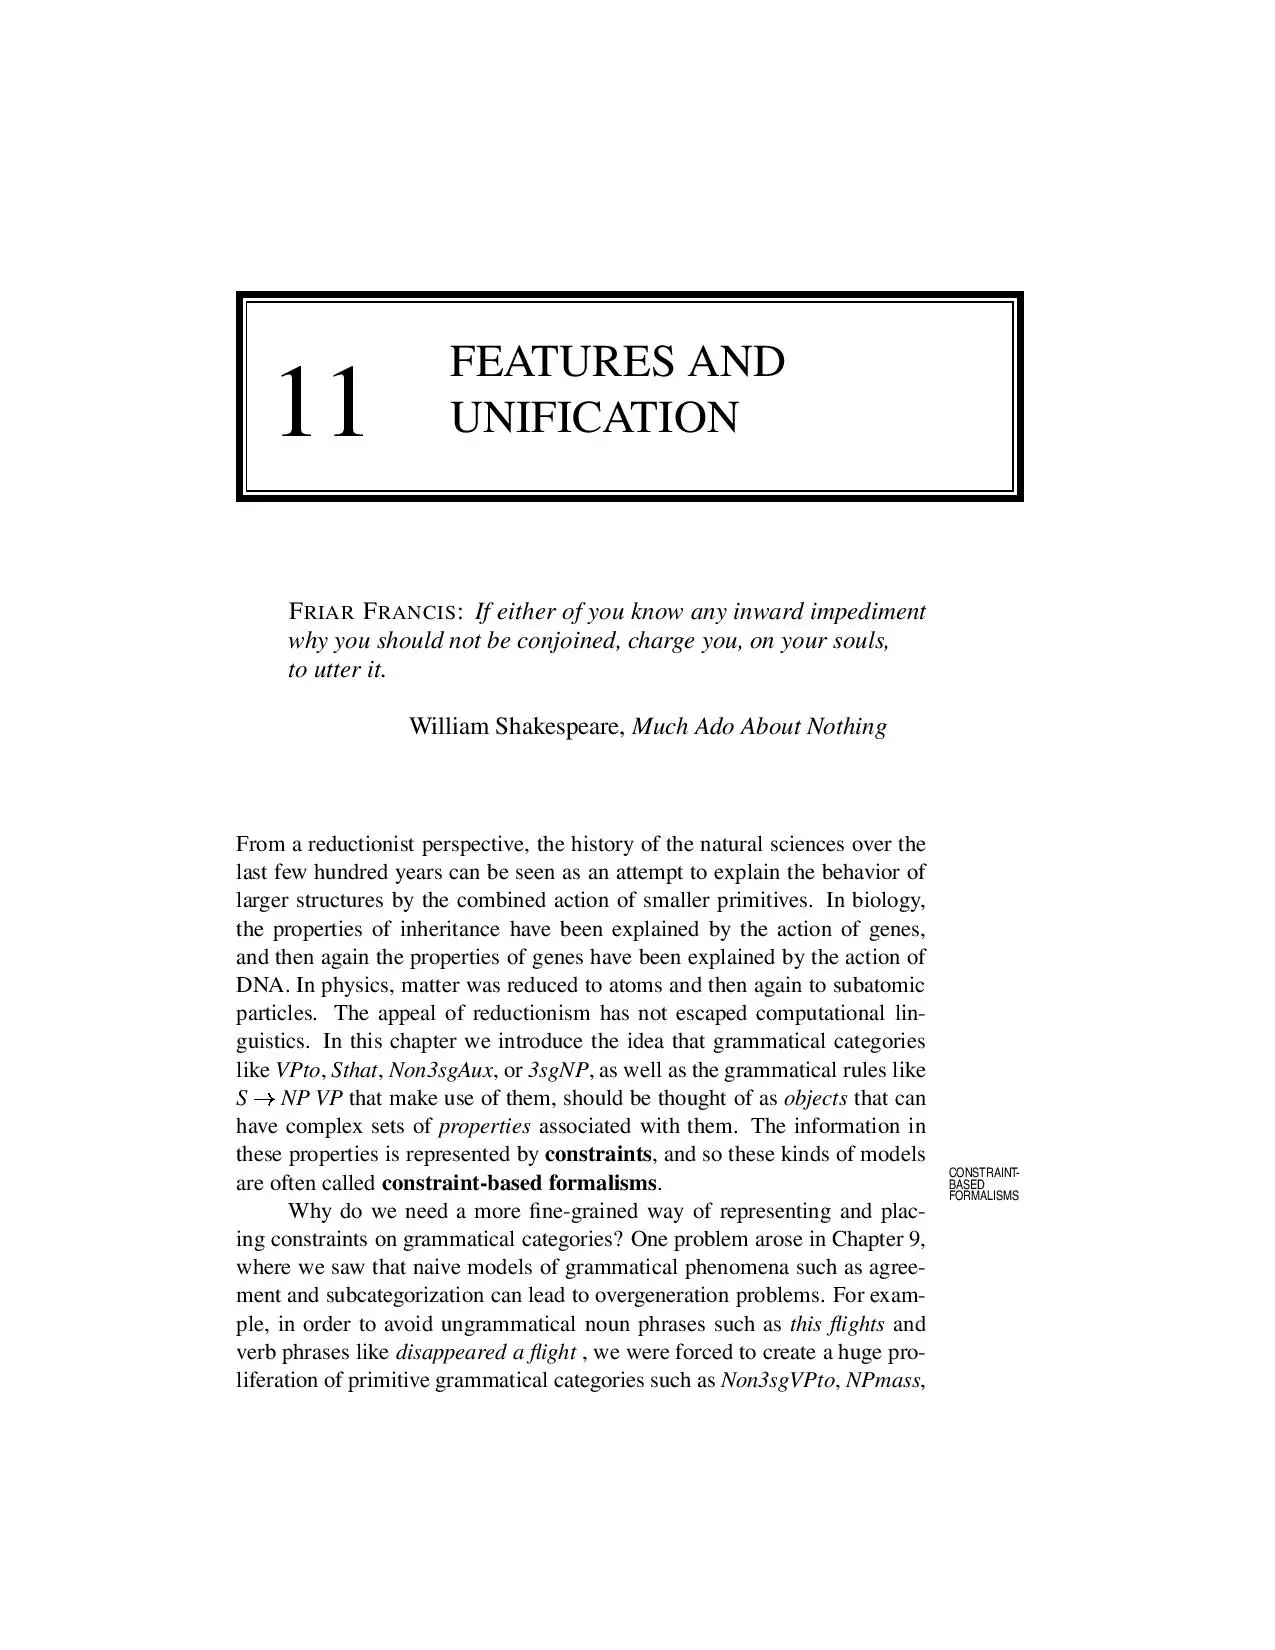 11
FEATURES AND
UNIFICATION
FRIAR FRANCIS: If either of you know any inward impediment
why you should not be conjoined, charge you, on your souls,
to utter it.
William Shakespeare, Much Ado About Nothing
From a reductionist perspective, the history of the natural sciences over the
last few hundred years can be seen as an attempt to explain the behavior of
larger structures by the combined action of smaller primitives. In biology,
the properties of inheritance have been explained by the action of genes,
and then again the properties of genes have been explained by the action of
DNA. In physics, matter was reduced to atoms and then again to subatomic
particles. The appeal of reductionism has not escaped computational lin-
guistics. In this chapter we introduce the idea that grammatical categories
like VPto, Sthat, Non3sgAux, or 3sgNP, as well as the grammatical rules like
S → NP VP that make use of them, should be thought of as objects that can
have complex sets of properties associated with them. The information in
these properties is represented by constraints, and so these kinds of models
are often called constraint-based formalisms.
CONSTRAINT-
BASED
FORMALISMS
Why do we need a more fine-grained way of representing and plac-
ing constraints on grammatical categories? One problem arose in Chapter 9,
where we saw that naive models of grammatical phenomena such as agree-
ment and subcategorization can lead to overgeneration problems. For exam-
ple, in order to avoid ungrammatical noun phrases such as this flights and
verb phrases like disappeared a flight , we were forced to create a huge pro-
liferation of primitive grammatical categories such as Non3sgVPto, NPmass,